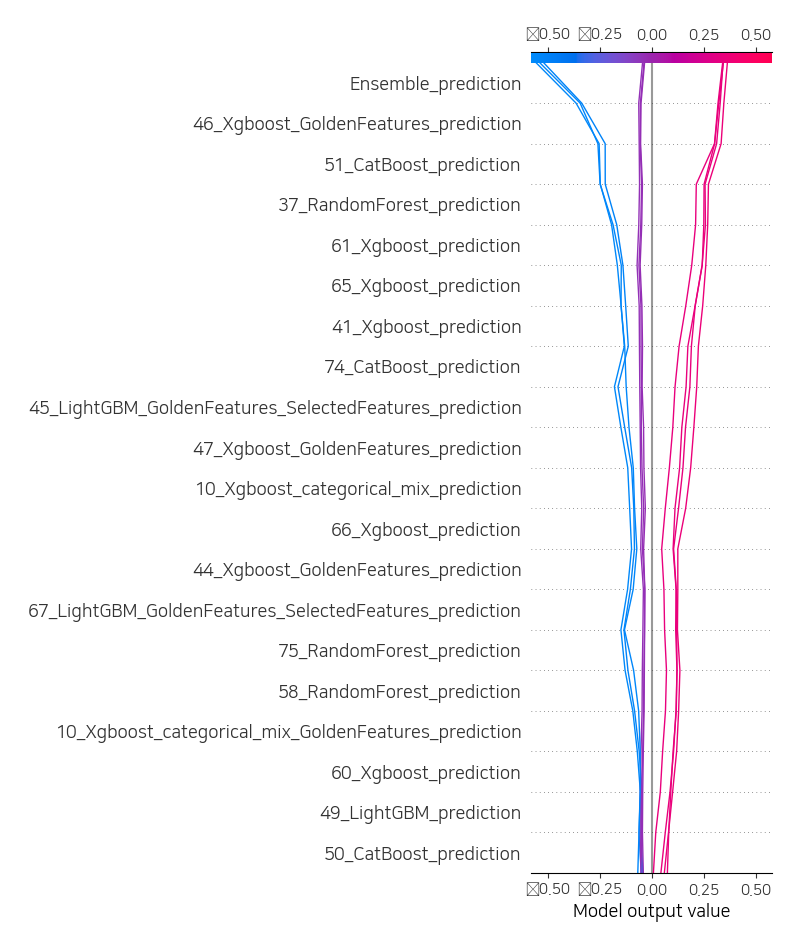 -0.50 -0.25 0.00 0.25 0.50
Ensemble_prediction
46_Xgboost_GoldenFeatures_prediction
51_CatBoost_prediction
37_RandomForest_prediction
61_Xgboost_prediction
65_Xgboost_prediction
41_Xgboost_prediction
74_CatBoost_prediction
45_LightGBM_GoldenFeatures_SelectedFeatures_prediction
47_Xgboost_GoldenFeatures_prediction
10_Xgboost_categorical_mix_prediction
66_Xgboost_prediction
44_Xgboost_GoldenFeatures_prediction
67_LightGBM_GoldenFeatures_SelectedFeatures_prediction
75_RandomForest_prediction
58_RandomForest_prediction
10_Xgboost_categorical_mix_GoldenFeatures_prediction
60_Xgboost_prediction
49_LightGBM_prediction
50_CatBoost_prediction
-0.50 -0.25 0.00 0.25 0.50
Model output value